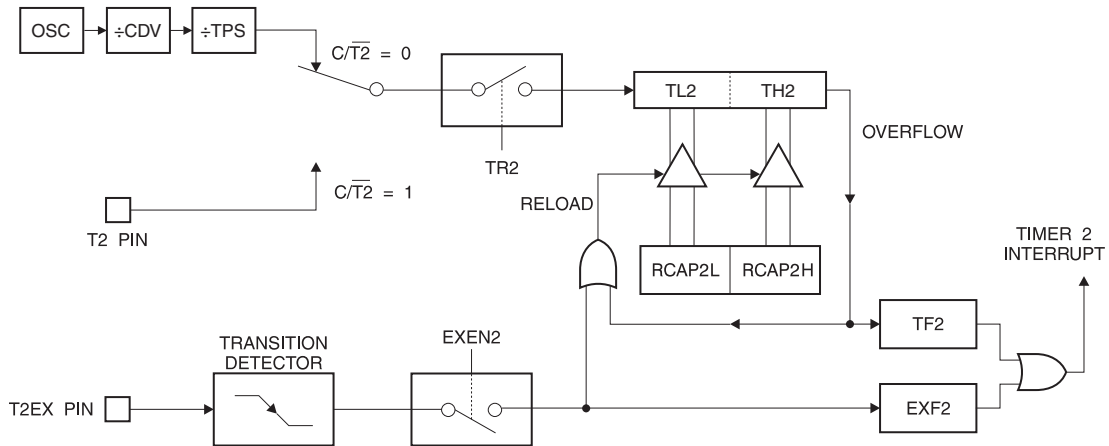 OSC ÷CDV ÷TPS
C/T2̅ = 0
TL2 TH2
OVERFLOW
TR2
C/T2̅ = 1
RELOAD
T2 PIN
TIMER 2
INTERRUPT
RCAP2L RCAP2H
TF2
TRANSITION
DETECTOR
EXEN2
T2EX PIN
EXF2